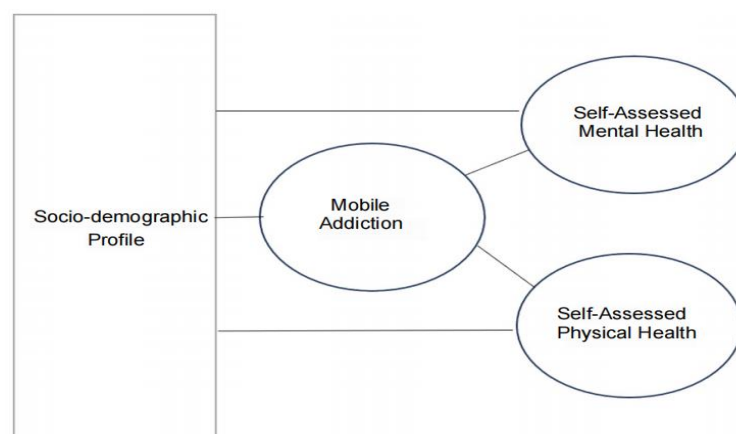 Self-Assessed
Mental Health
Socio-demographic
Profile
Mobile
Addiction
Self-Assessed
Physical Health